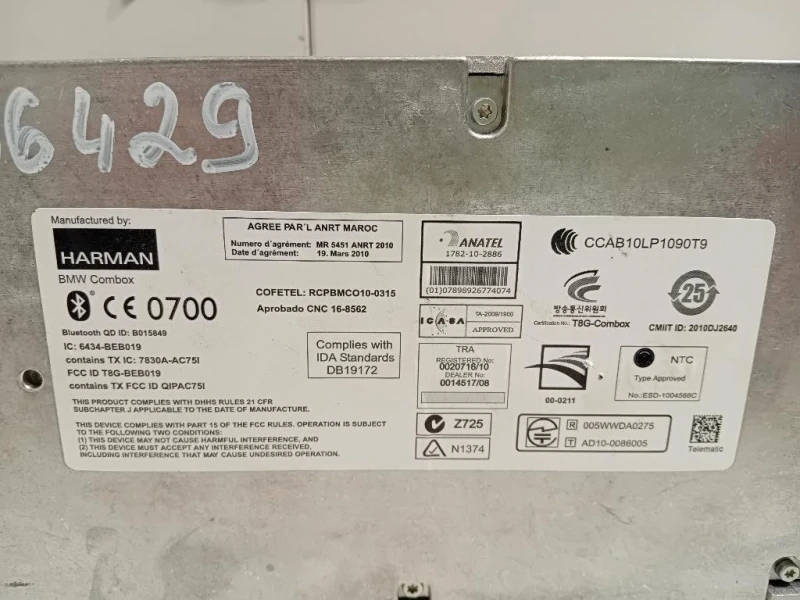 6429
Manufactured by:
HARMAN
BMW Combox
CE 0700
Bluetooth QD ID: B015849
IC: 6434-BEB019
contains TX IC: 7830A-AC75I
FCC ID T8G-BEB019
contains TX FCC ID QIPAC75I
THIS PRODUCT COMPLIES WITH DHHS RULES 21 CFR
SUBCHAPTER J APPLICABLE TO DATE OF MANUFACTURE.
THIS DEVICE COMPLIES WITH PART 15 OF THE FCC RULES. OPERATION IS SUBJECT
TO THE FOLLOWING TWO CONDITIONS:
(1) THIS DEVICE MAY NOT CAUSE HARMFUL INTERFERENCE, AND
(2) THIS DEVICE MUST ACCEPT ANY INTERFERENCE RECEIVED,
INCLUDING INTERFERENCE THAT MAY CAUSE UNDESIRED OPERATION.
AGREE PAR´L ANRT MAROC
Numero d´agrément: MR 5451 ANRT 2010
Date d´agrément: 19. Mars 2010
COFETEL: RCPBMCO10-0315
Aprobado CNC 16-8562
Complies with
IDA Standards
DB19172
ANATEL
1782-10-2886
(01)07898926774074
ICASA
TA-2009/1900
APPROVED
TRA
REGISTERED No:
0020716/10
DEALER No:
0014517/08
Z725
N1374
CCAB10LP1090T9
방송통신위원회
Certification No.: T8G-Combox
25
CMIIT ID: 2010DJ2640
00-0211
NTC
Type Approved
No.:ESD-1004568C
R 005WWDA0275
T AD10-0086005
Telematic